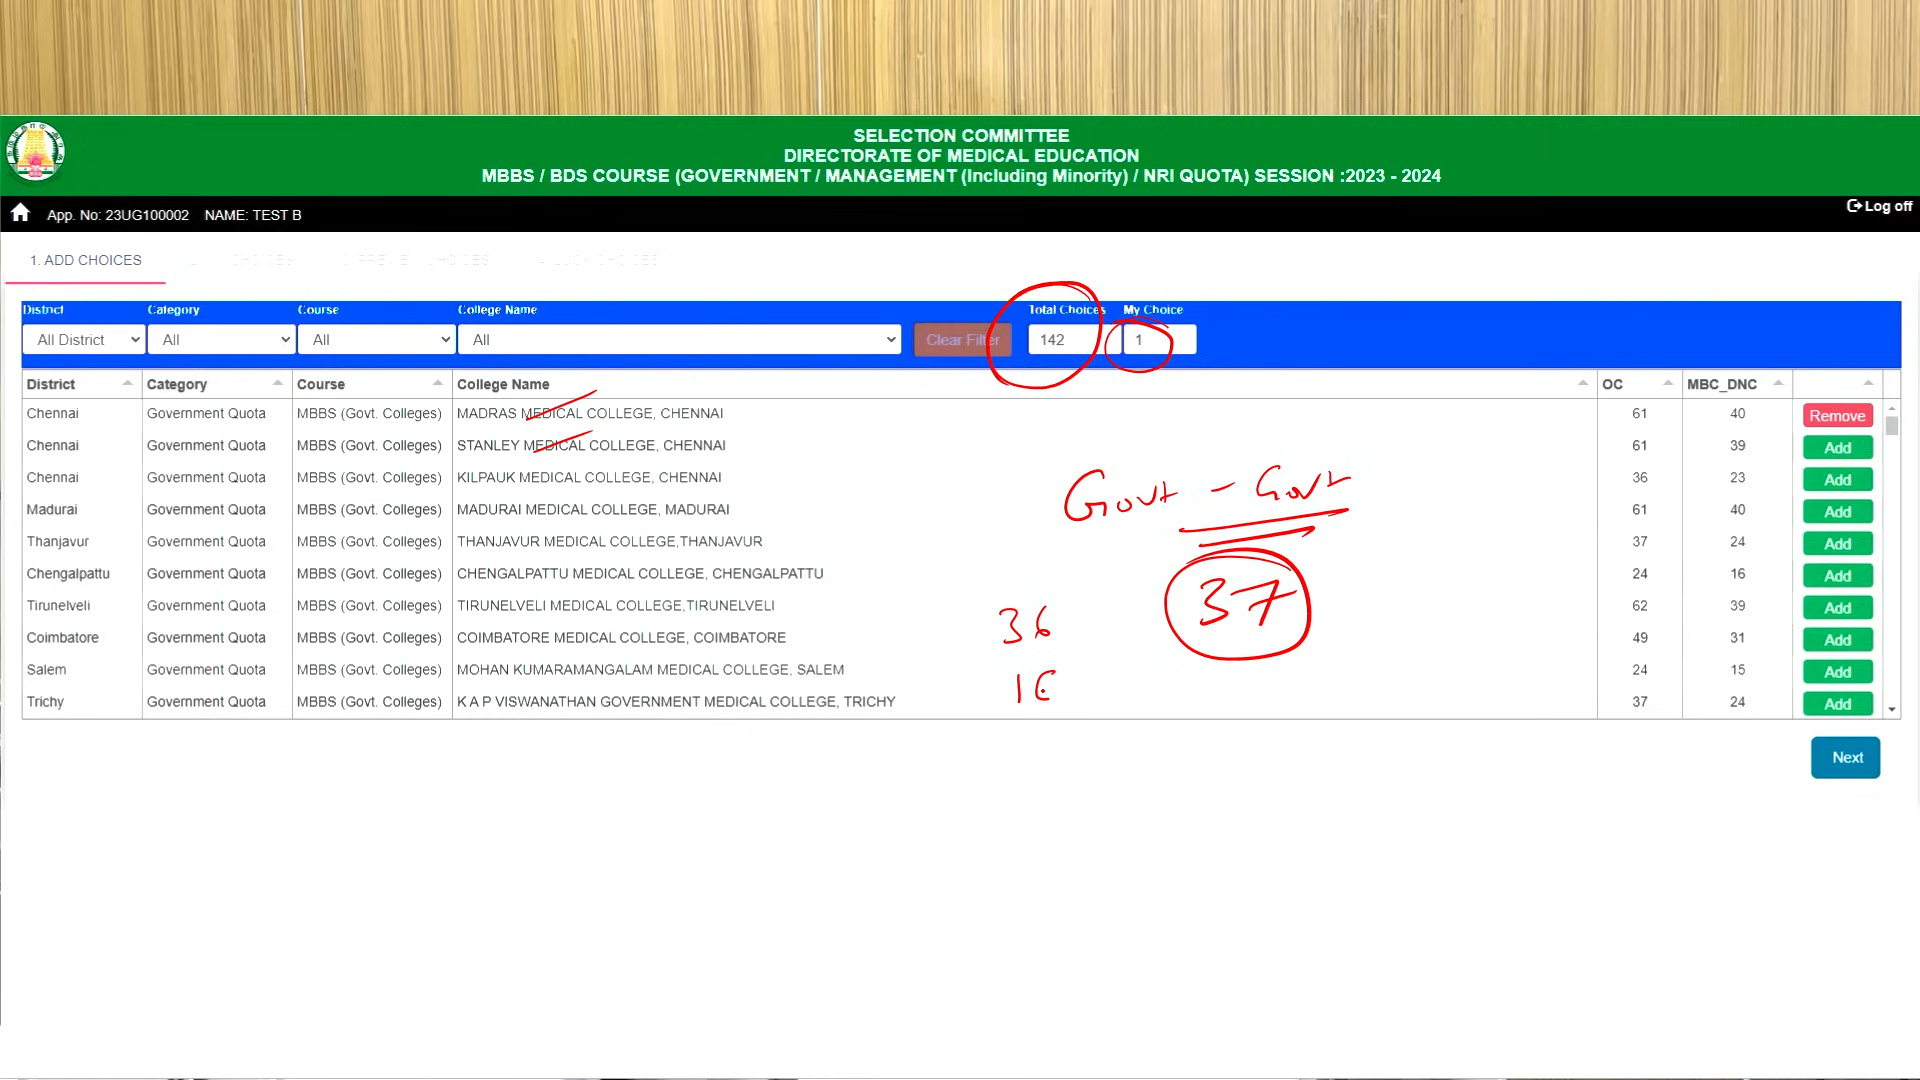 SELECTION COMMITTEE
DIRECTORATE OF MEDICAL EDUCATION
MBBS / BDS COURSE (GOVERNMENT / MANAGEMENT (Including Minority) / NRI QUOTA) SESSION :2023 - 2024
App. No: 23UG100002 NAME: TEST B Log off
1. ADD CHOICES
District Category Course College Name Total Choices My Choice
All District All All All Clear Filter 142 1
District Category Course College Name OC MBC_DNC
Chennai Government Quota MBBS (Govt. Colleges) MADRAS MEDICAL COLLEGE, CHENNAI 61 40 Remove
Chennai Government Quota MBBS (Govt. Colleges) STANLEY MEDICAL COLLEGE, CHENNAI 61 39 Add
Chennai Government Quota MBBS (Govt. Colleges) KILPAUK MEDICAL COLLEGE, CHENNAI 36 23 Add
Govt - Govt
Madurai Government Quota MBBS (Govt. Colleges) MADURAI MEDICAL COLLEGE, MADURAI 61 40 Add
Thanjavur Government Quota MBBS (Govt. Colleges) THANJAVUR MEDICAL COLLEGE,THANJAVUR 37 24 Add
Chengalpattu Government Quota MBBS (Govt. Colleges) CHENGALPATTU MEDICAL COLLEGE, CHENGALPATTU 24 16 Add
37
Tirunelveli Government Quota MBBS (Govt. Colleges) TIRUNELVELI MEDICAL COLLEGE,TIRUNELVELI 62 39 Add
36
Coimbatore Government Quota MBBS (Govt. Colleges) COIMBATORE MEDICAL COLLEGE, COIMBATORE 49 31 Add
Salem Government Quota MBBS (Govt. Colleges) MOHAN KUMARAMANGALAM MEDICAL COLLEGE, SALEM 24 15 Add
Trichy Government Quota MBBS (Govt. Colleges) K A P VISWANATHAN GOVERNMENT MEDICAL COLLEGE, TRICHY 37 24 Add
Next